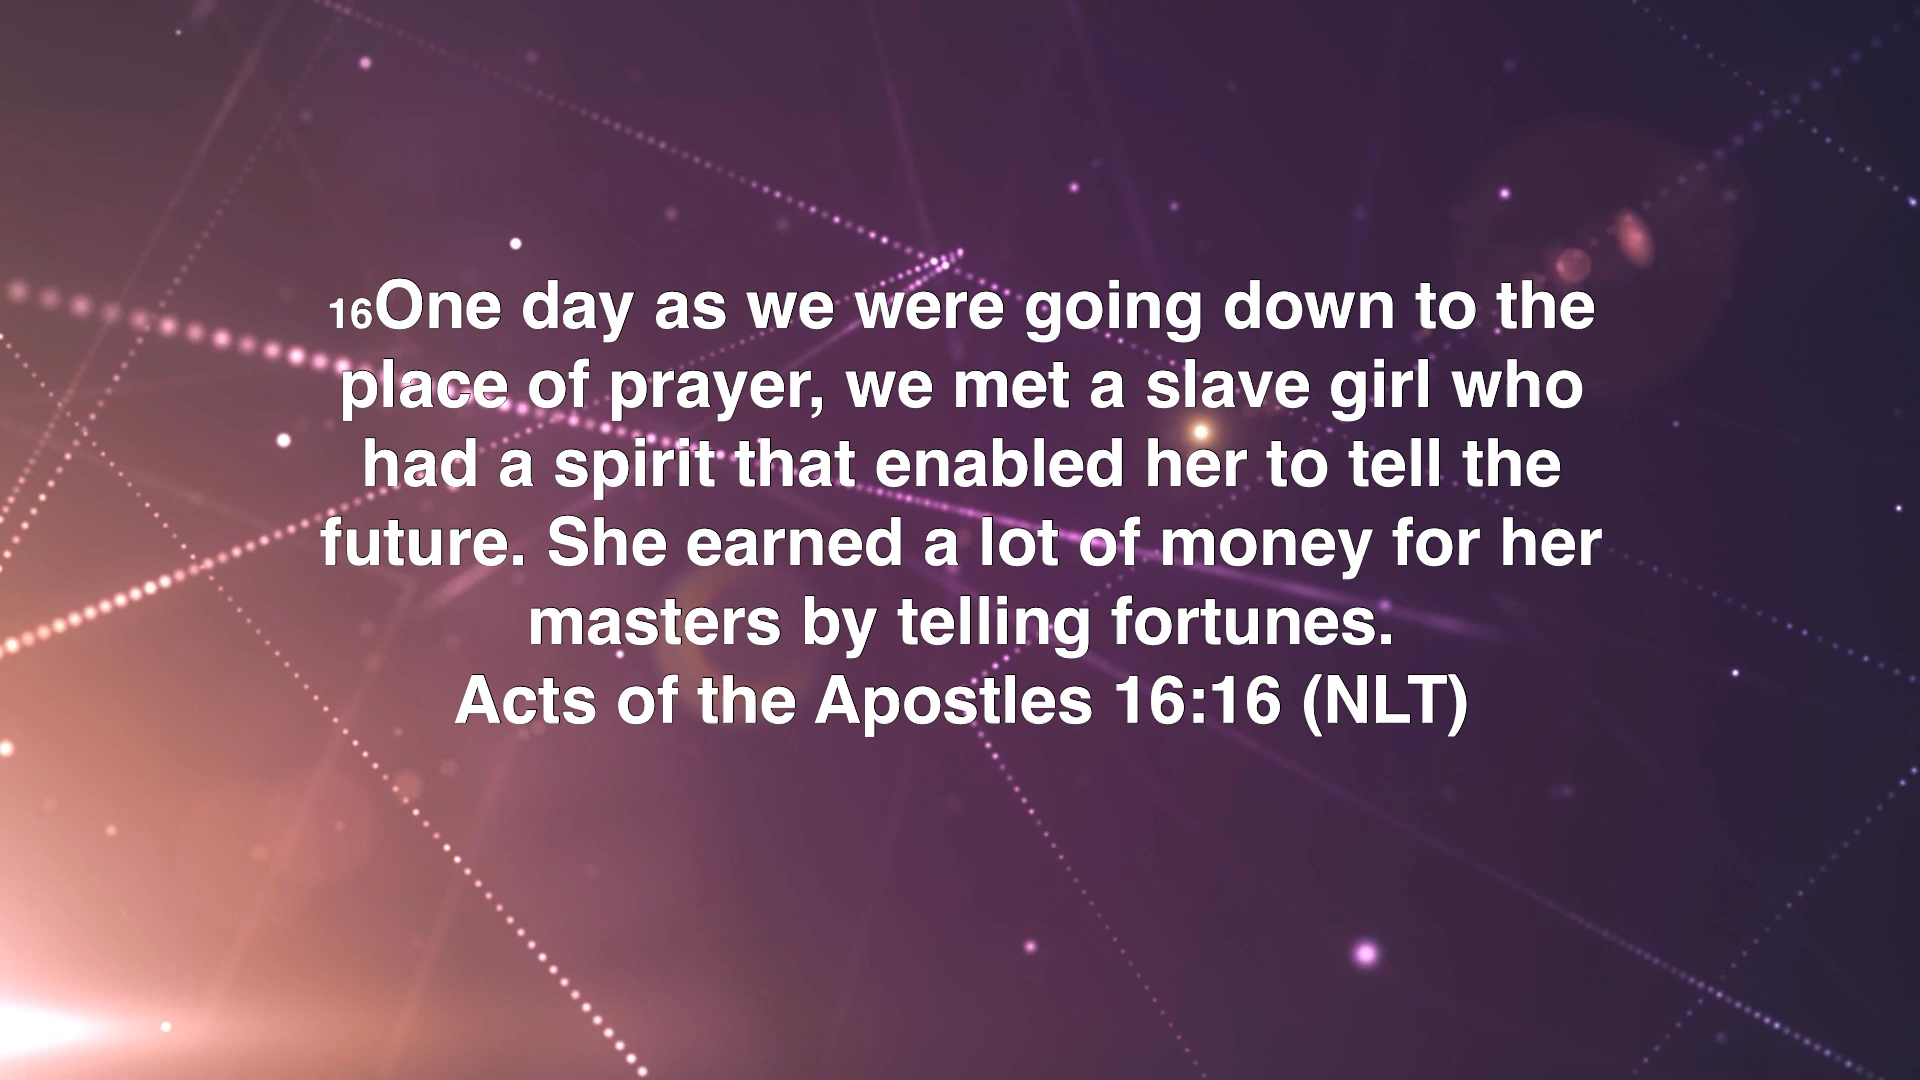 16One day as we were going down to the
place of prayer, we met a slave girl who
had a spirit that enabled her to tell the
future. She earned a lot of money for her
masters by telling fortunes.
Acts of the Apostles 16:16 (NLT)